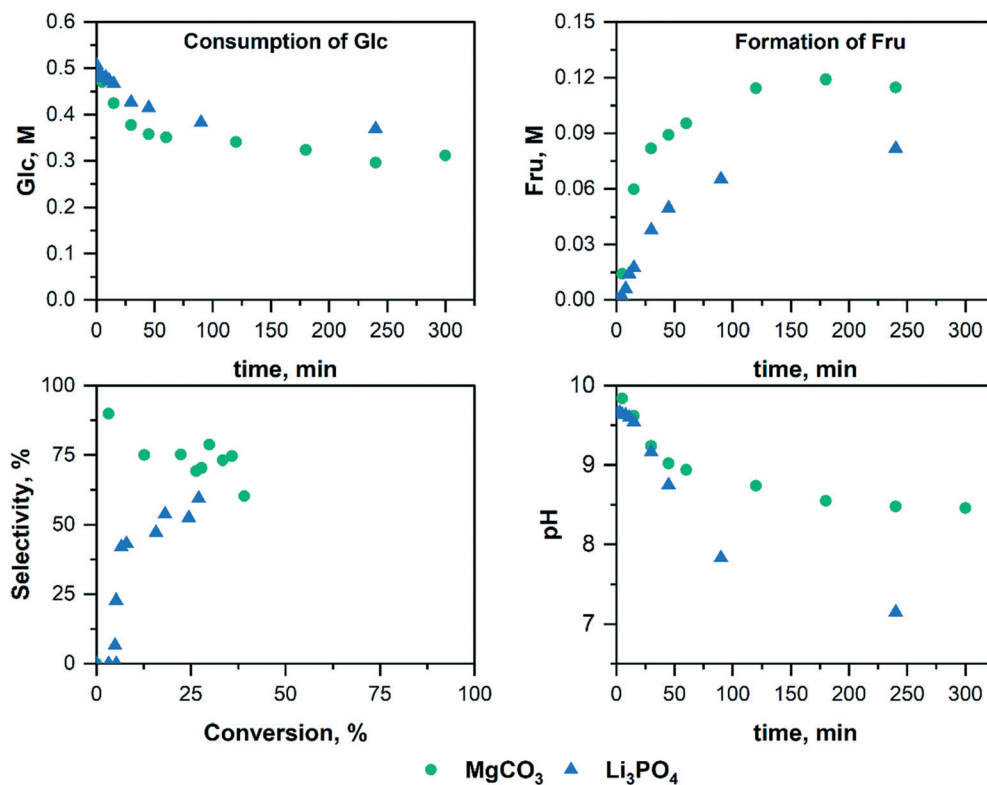 Consumption of Glc
Glc, M
0.6
0.5
0.4
0.3
0.2
0.1
0.0
0 50 100 150 200 250 300
time, min
Formation of Fru
Fru, M
0.15
0.12
0.09
0.06
0.03
0.00
0 50 100 150 200 250 300
time, min
Selectivity, %
100
75
50
25
0
0 25 50 75 100
Conversion, %
pH
10
9
8
7
0 50 100 150 200 250 300
time, min
MgCO₃ Li₃PO₄